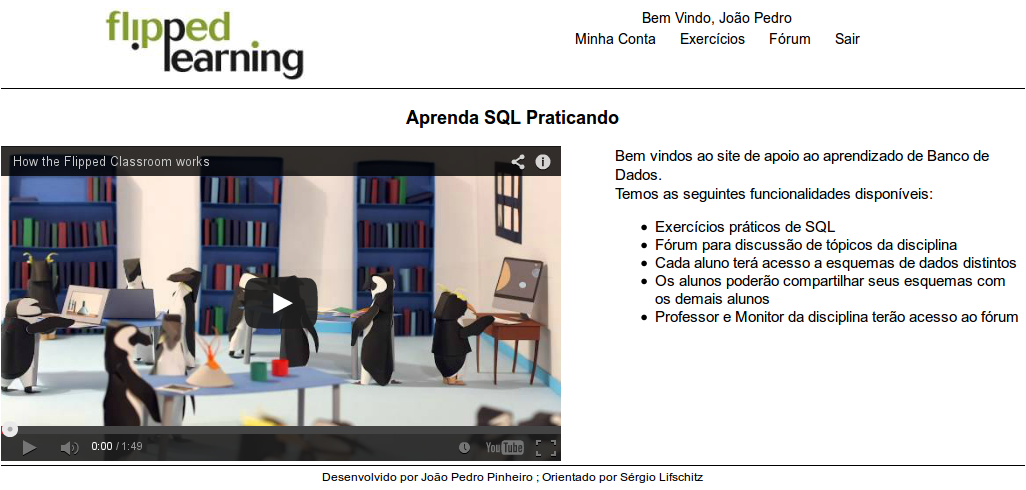 flipped
learning
Bem Vindo, João Pedro
Minha Conta Exercícios Fórum Sair
Aprenda SQL Praticando
How the Flipped Classroom works
0:00 / 1:49
YouTube
Bem vindos ao site de apoio ao aprendizado de Banco de
Dados.
Temos as seguintes funcionalidades disponíveis:
Exercícios práticos de SQL
Fórum para discussão de tópicos da disciplina
Cada aluno terá acesso a esquemas de dados distintos
Os alunos poderão compartilhar seus esquemas com
os demais alunos
Professor e Monitor da disciplina terão acesso ao fórum
Desenvolvido por João Pedro Pinheiro ; Orientado por Sérgio Lifschitz